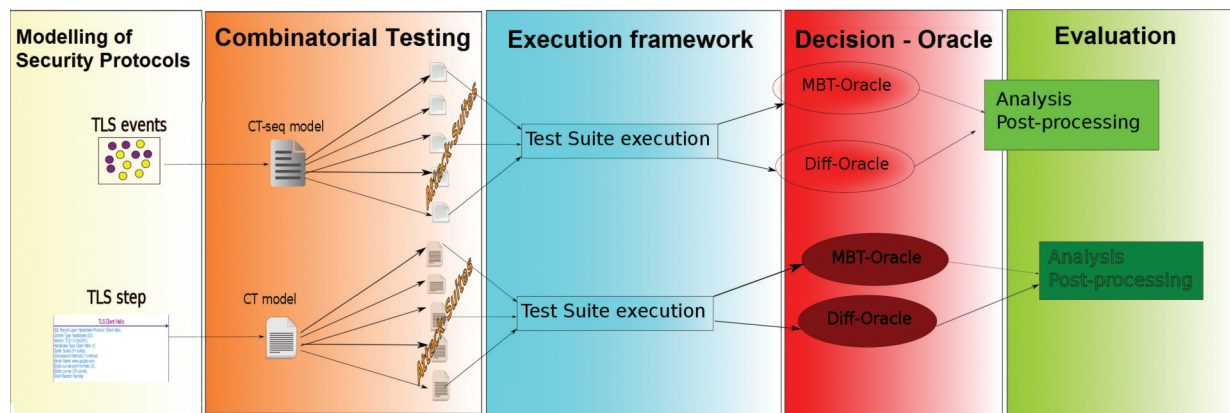 Modelling of
Security Protocols
Combinatorial Testing
Execution framework
Decision - Oracle
Evaluation
TLS events
CT-seq model
Attack-Suites
Test Suite execution
MBT-Oracle
Diff-Oracle
Analysis
Post-processing
TLS step
TLS Client Hello
CT model
Attack-Suites
Test Suite execution
MBT-Oracle
Diff-Oracle
Analysis
Post-processing